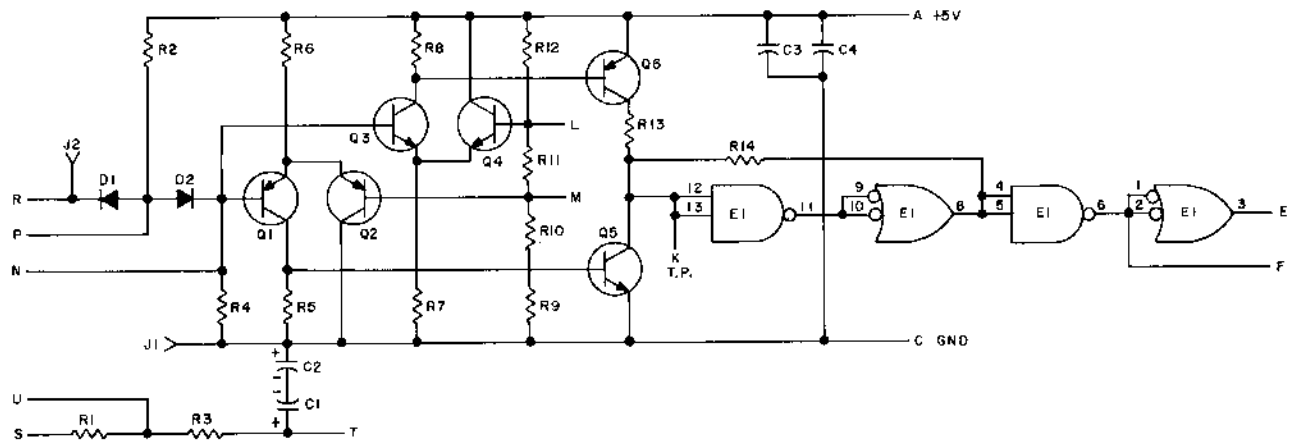 A +5V
R2
R6
R8
R12
C3
C4
Q6
J2
Q3
Q4
L
R13
R11
R14
D1
D2
R
12
13
E1
11
9
10
E1
8
4
5
E1
6
1
2
E1
3
E
M
P
Q1
Q2
R10
Q5
K
T.P.
N
F
R4
R5
R7
R9
J1
C GND
+
C2
-
-
C1
+
U
S
R1
R3
T